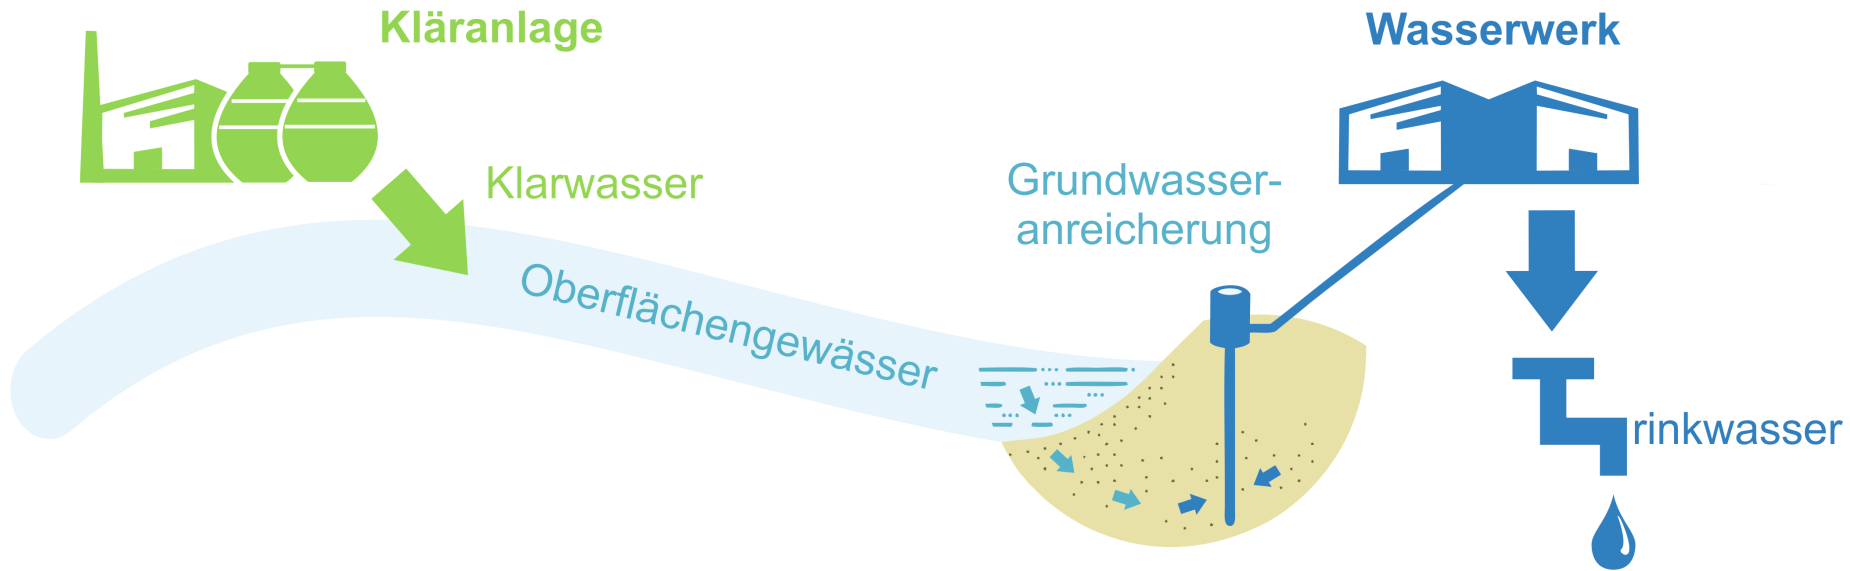 Kläranlage
Wasserwerk
Klarwasser
Grundwasser-
anreicherung
Oberflächengewässer
rinkwasser